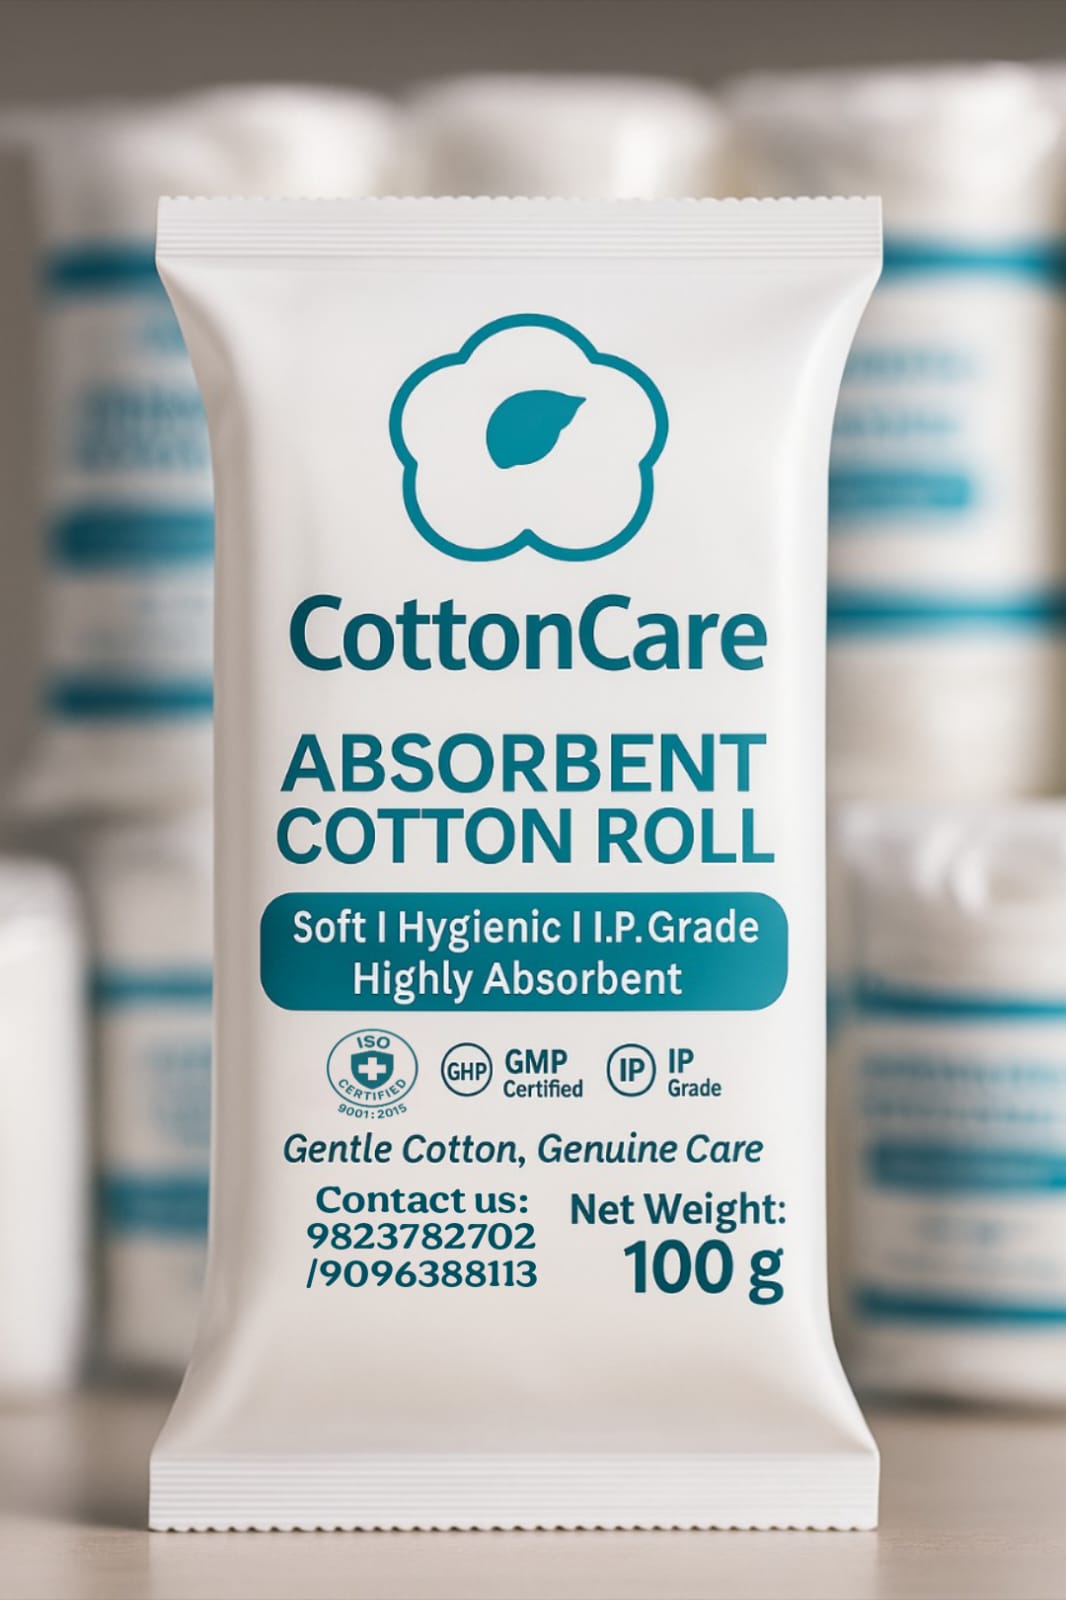 CottonCare
ABSORBENT
COTTON ROLL
Soft I Hygienic I I.P. Grade
Highly Absorbent
ISO
CERTIFIED
9001:2015
GHP
GMP
Certified
IP
IP
Grade
Gentle Cotton, Genuine Care
Contact us:
9823782702
/9096388113
Net Weight:
100 g